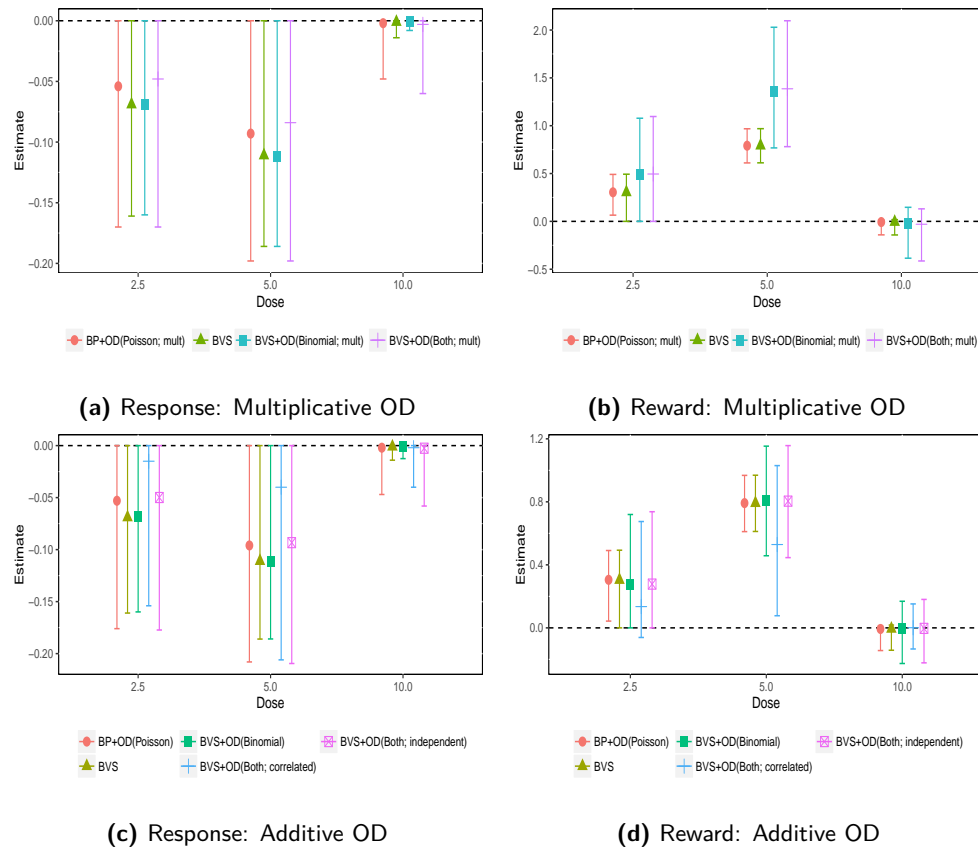 0.00
−0.05
−0.10
−0.15
−0.20
Estimate
2.5 5.0 10.0
Dose
BP+OD(Poisson; mult) BVS BVS+OD(Binomial; mult) BVS+OD(Both; mult)
(a) Response: Multiplicative OD
2.0
1.5
1.0
0.5
0.0
−0.5
Estimate
2.5 5.0 10.0
Dose
BP+OD(Poisson; mult) BVS BVS+OD(Binomial; mult) BVS+OD(Both; mult)
(b) Reward: Multiplicative OD
0.00
−0.05
−0.10
−0.15
−0.20
Estimate
2.5 5.0 10.0
Dose
BP+OD(Poisson) BVS+OD(Binomial) BVS+OD(Both; independent)
BVS BVS+OD(Both; correlated)
(c) Response: Additive OD
1.2
0.8
0.4
0.0
Estimate
2.5 5.0 10.0
Dose
BP+OD(Poisson) BVS+OD(Binomial) BVS+OD(Both; independent)
BVS BVS+OD(Both; correlated)
(d) Reward: Additive OD